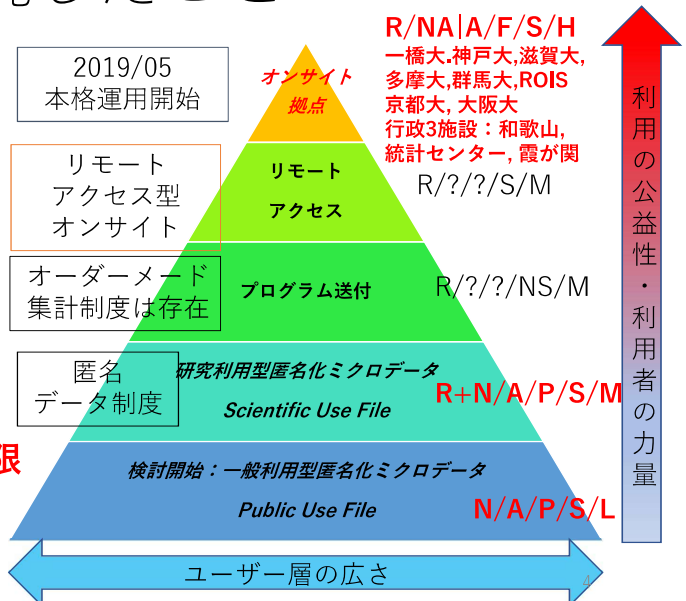 したこと
R/NA|A/F/S/H
一橋大.神戸大,滋賀大,
多摩大,群馬大,ROIS
京都大, 大阪大
行政3施設：和歌山,
統計センター, 霞が関
2019/05
本格運用開始
オンサイト
拠点
リモート
アクセス型
オンサイト
リモート
アクセス
R/?/?/S/M
オーダーメード
集計制度は存在
プログラム送付
R/?/?/NS/M
匿名
データ制度
研究利用型匿名化ミクロデータ
Scientific Use File
R+N/A/P/S/M
限
検討開始：一般利用型匿名化ミクロデータ
Public Use File
N/A/P/S/L
利用の公益性・利用者の力量
ユーザー層の広さ
4